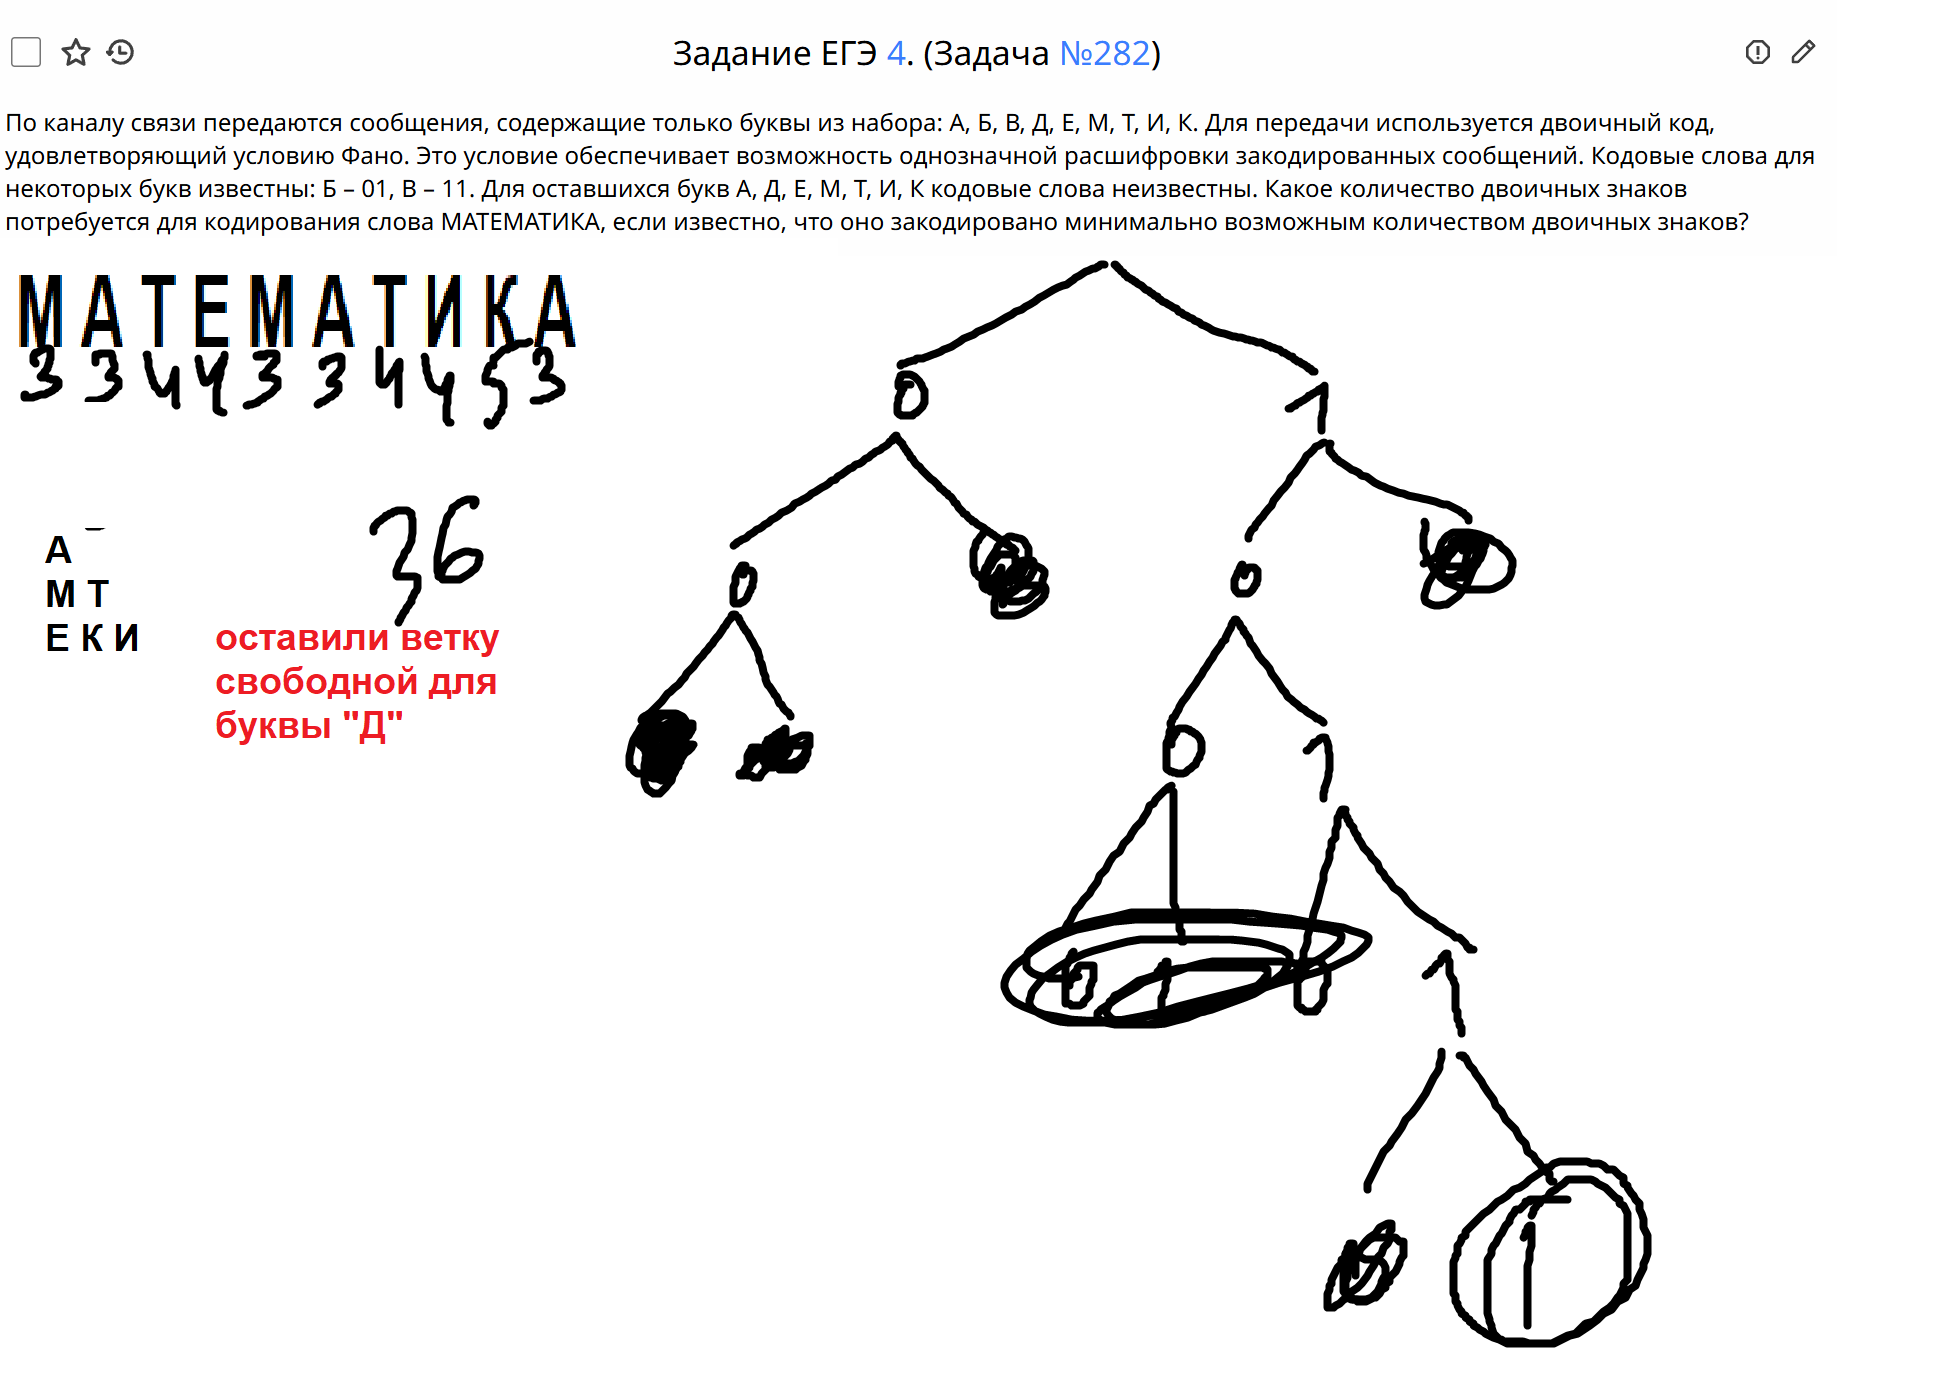 Задание ЕГЭ 4. (Задача №282)
По каналу связи передаются сообщения, содержащие только буквы из набора: А, Б, В, Д, Е, М, Т, И, К. Для передачи используется двоичный код,
удовлетворяющий условию Фано. Это условие обеспечивает возможность однозначной расшифровки закодированных сообщений. Кодовые слова для
некоторых букв известны: Б – 01, В – 11. Для оставшихся букв А, Д, Е, М, Т, И, К кодовые слова неизвестны. Какое количество двоичных знаков
потребуется для кодирования слова МАТЕМАТИКА, если известно, что оно закодировано минимально возможным количеством двоичных знаков?
МАТЕМАТИКА
3 3 4 4 3 3 4 4 5 3
0 1
0 0
0 1
0 1 0 1
1
36
А
М Т
Е К И
оставили ветку
свободной для
буквы "Д"